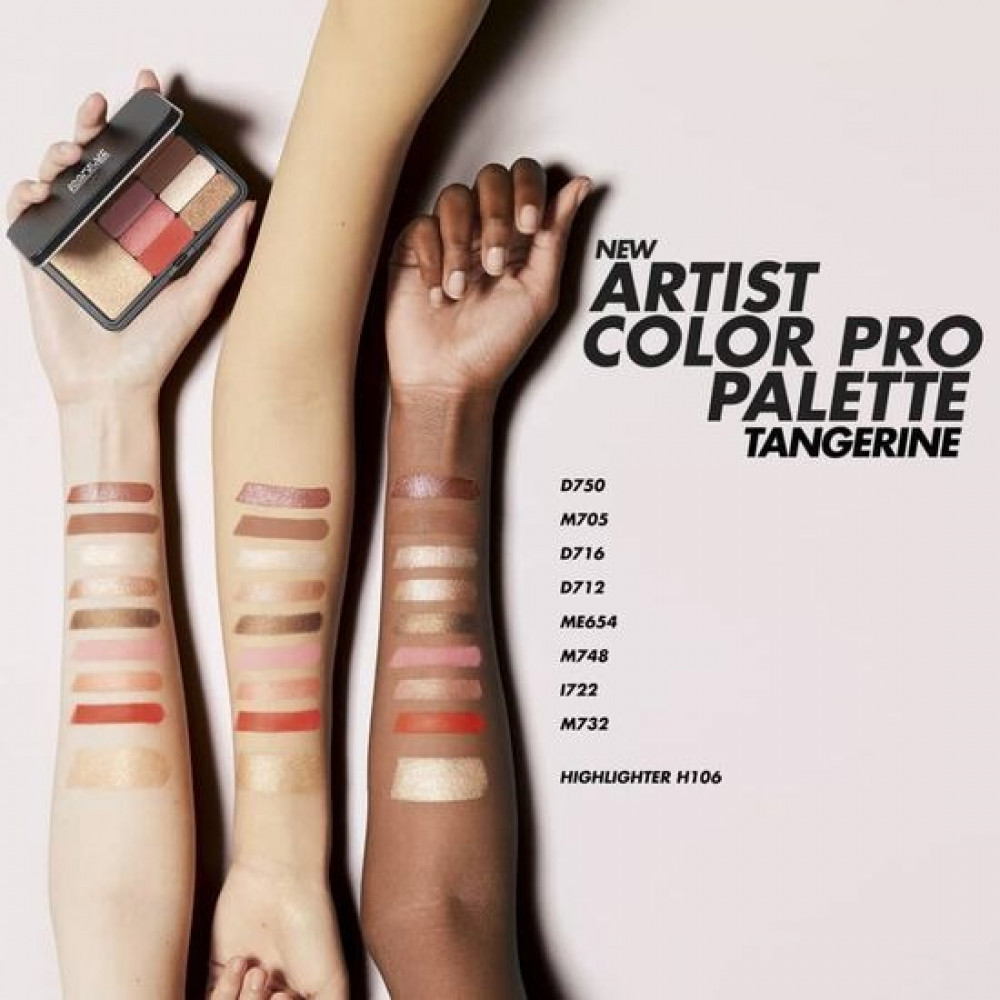 NEW
ARTIST
COLOR PRO
PALETTE
TANGERINE
D750
M705
D716
D712
ME654
M748
I722
M732
HIGHLIGHTER H106